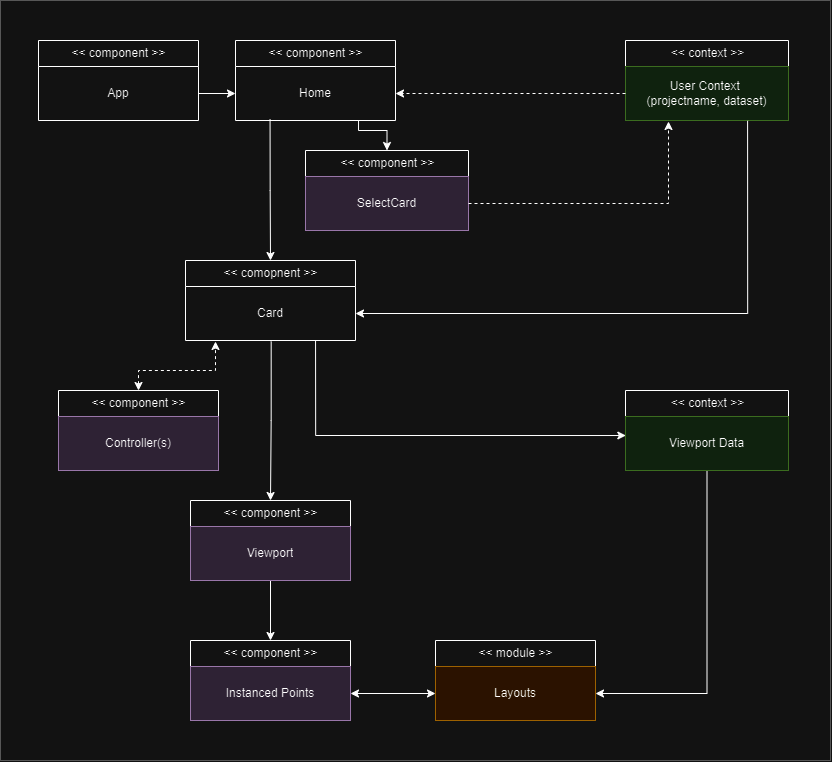 << component >>
App
<< component >>
Home
<< context >>
User Context
(projectname, dataset)
<< component >>
SelectCard
<< comopnent >>
Card
<< component >>
Controller(s)
<< context >>
Viewport Data
<< component >>
Viewport
<< component >>
Instanced Points
<< module >>
Layouts